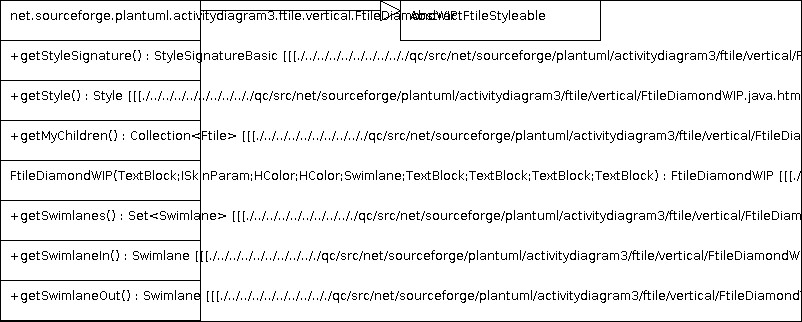 net.sourceforge.plantuml.activitydiagram3.ftile.vertical.FtileDiamondWIP
AbstractFtileStyleable
+getStyleSignature() : StyleSignatureBasic [[[./../../../../../../../../../qc/src/net/sourceforge/plantuml/activitydiagram3/ftile/vertical/F
+getStyle() : Style [[[./../../../../../../../../../qc/src/net/sourceforge/plantuml/activitydiagram3/ftile/vertical/FtileDiamondWIP.java.htm
+getMyChildren() : Collection<Ftile> [[[./../../../../../../../../../qc/src/net/sourceforge/plantuml/activitydiagram3/ftile/vertical/FtileDia
FtileDiamondWIP(TextBlock;ISkinParam;HColor;HColor;Swimlane;TextBlock;TextBlock;TextBlock;TextBlock) : FtileDiamondWIP [[[./
+getSwimlanes() : Set<Swimlane> [[[./../../../../../../../../../qc/src/net/sourceforge/plantuml/activitydiagram3/ftile/vertical/FtileDiam
+getSwimlaneIn() : Swimlane [[[./../../../../../../../../../qc/src/net/sourceforge/plantuml/activitydiagram3/ftile/vertical/FtileDiamondW
+getSwimlaneOut() : Swimlane [[[./../../../../../../../../../qc/src/net/sourceforge/plantuml/activitydiagram3/ftile/vertical/FtileDiamond